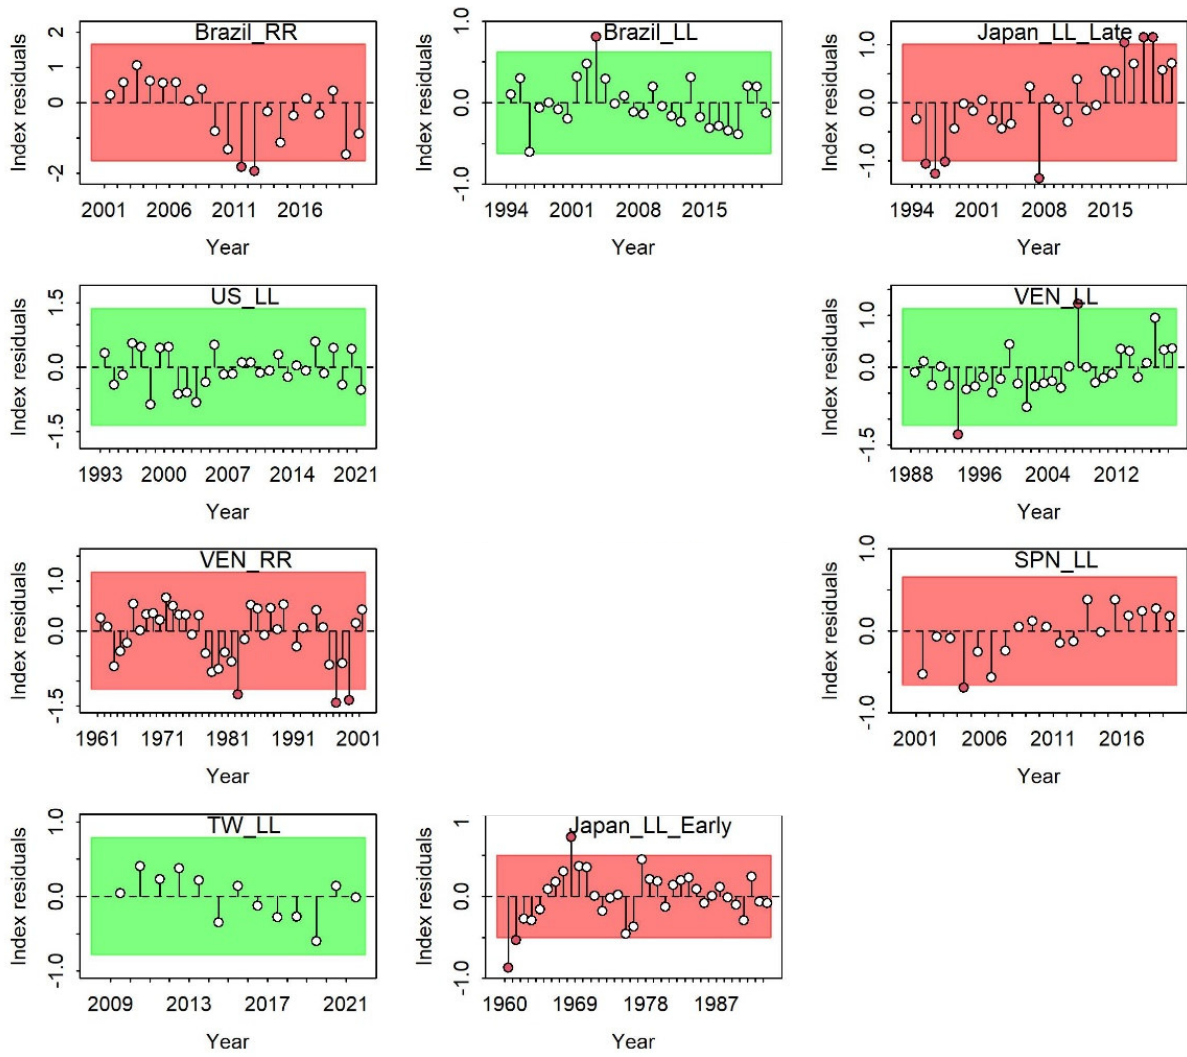 Brazil_RR
Index residuals
2
1
0
-2
2001 2006 2011 2016
Year
Brazil_LL
Index residuals
1.0
0.0
-1.0
1994 2001 2008 2015
Year
Japan_LL_Late
Index residuals
1.0
0.0
-1.0
1994 2001 2008 2015
Year
US_LL
Index residuals
1.5
0.0
-1.5
1993 2000 2007 2014 2021
Year
VEN_LL
Index residuals
1.0
0.0
-1.5
1988 1996 2004 2012
Year
VEN_RR
Index residuals
1.0
0.0
-1.5
1961 1971 1981 1991 2001
Year
SPN_LL
Index residuals
1.0
0.0
-1.0
2001 2006 2011 2016
Year
TW_LL
Index residuals
1.0
0.0
-1.0
2009 2013 2017 2021
Year
Japan_LL_Early
Index residuals
1
0.0
-1.0
1960 1969 1978 1987
Year